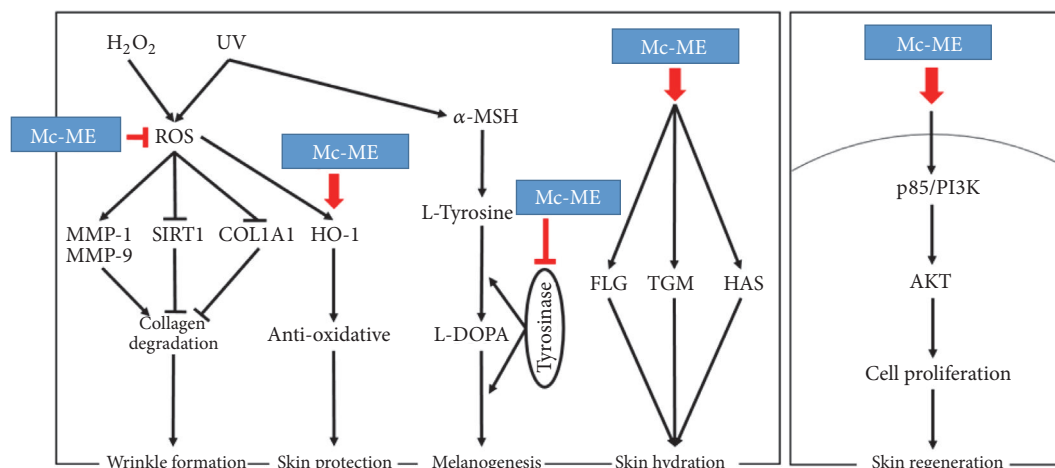 H2O2
UV
Mc-ME
Mc-ME
α-MSH
Mc-ME
ROS
Mc-ME
Mc-ME
p85/PI3K
L-Tyrosine
MMP-1
MMP-9
SIRT1
COL1A1
HO-1
FLG
TGM
HAS
AKT
Tyrosinase
Collagen
degradation
Anti-oxidative
L-DOPA
Cell proliferation
Wrinkle formation
Skin protection
Melanogenesis
Skin hydration
Skin regeneration